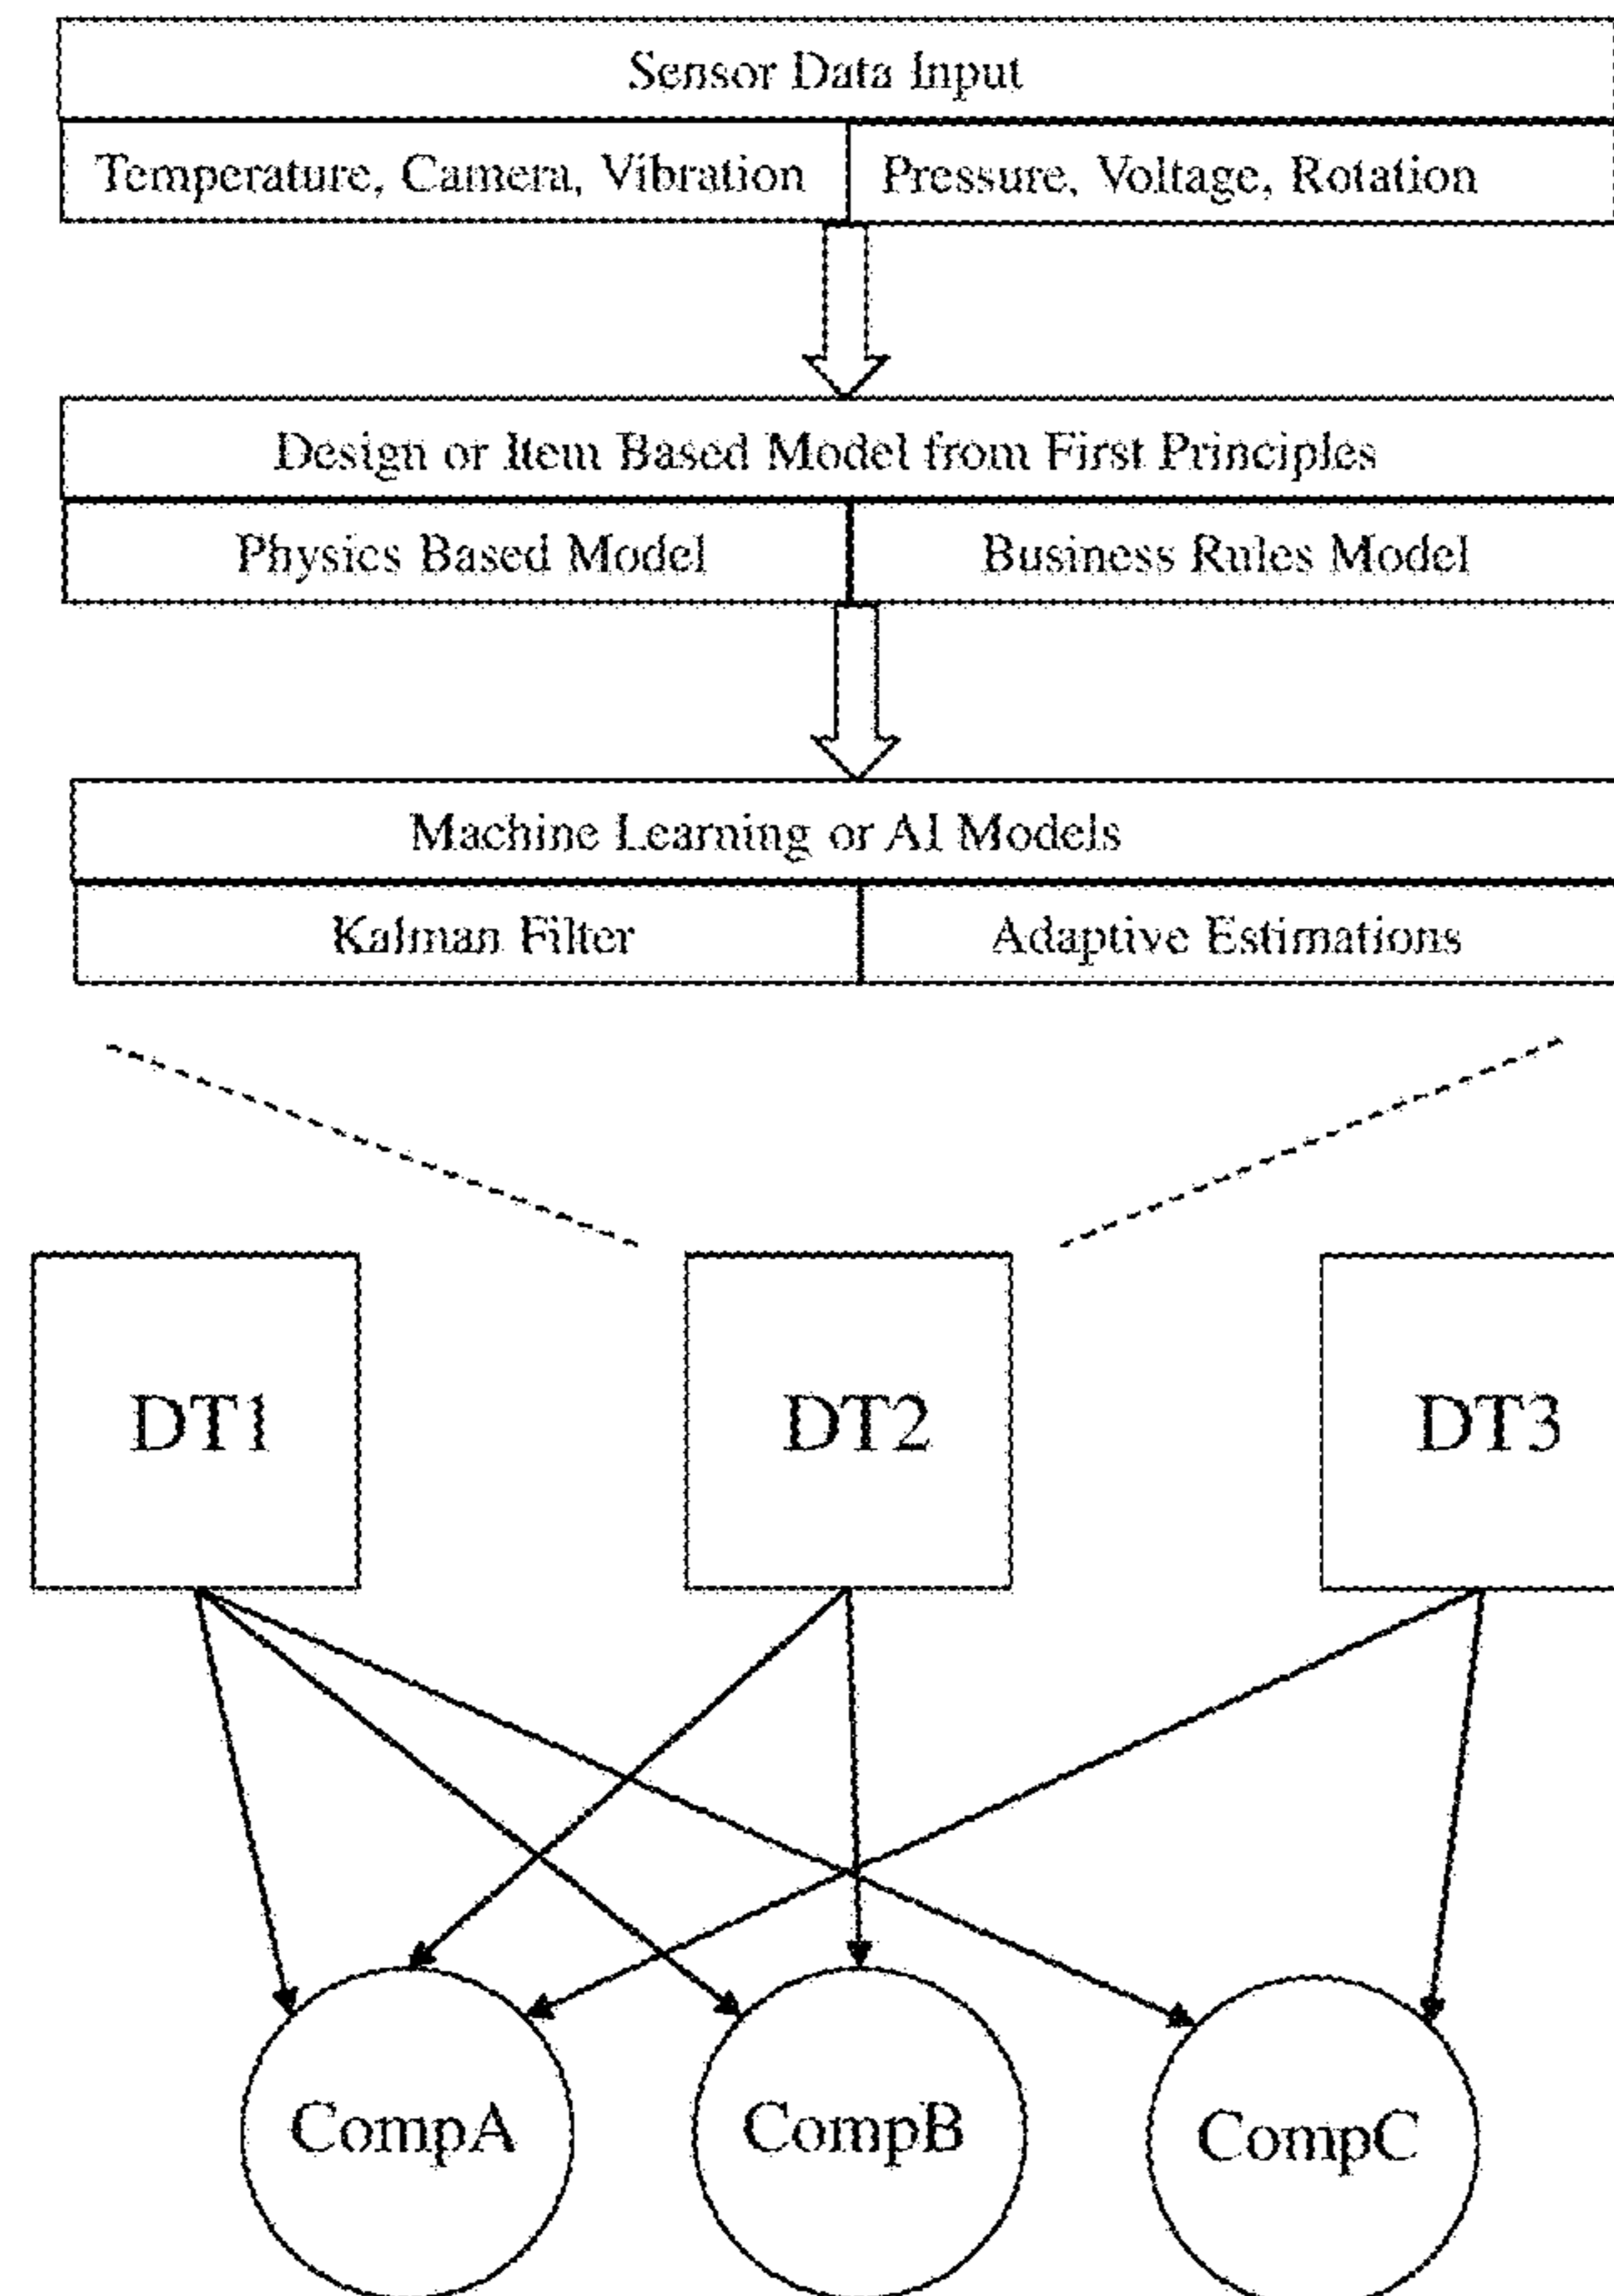 Sensor Data Input
Temperature, Camera, Vibration
Pressure, Voltage, Rotation
Design or Item Based Model from First Principles
Physics Based Model
Business Rules Model
Machine Learning or AI Models
Kalman Filter
Adaptive Estimations
DT1
DT2
DT3
CompA
CompB
CompC